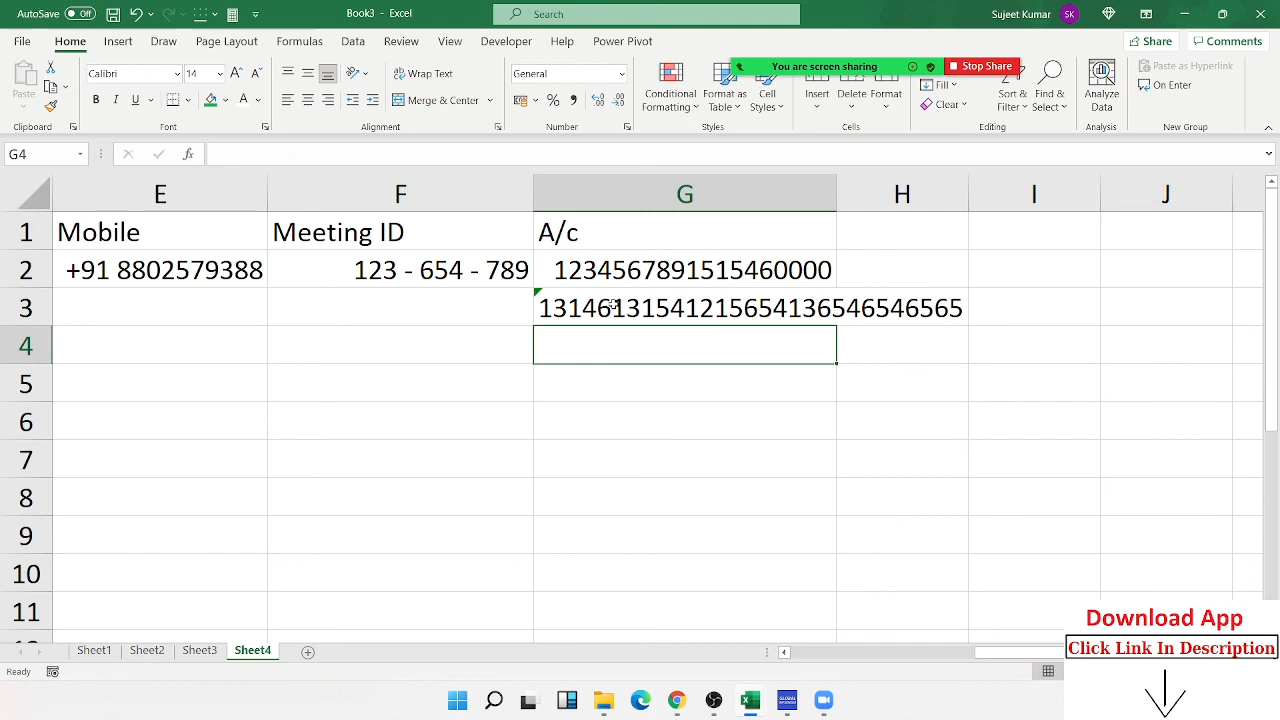 AutoSave Off Book3 - Excel Search Sujeet Kumar SK
File Home Insert Draw Page Layout Formulas Data Review View Developer Help Power Pivot Share Comments
You are screen sharing Stop Share
Calibri 14 Wrap Text General Paste as Hyperlink
Paste B I U Merge & Center Conditional Formatting Format as Table Cell Styles Insert Delete Format Fill Clear Sort & Filter Find & Select Analyze Data On Enter
Clipboard Font Alignment Number Styles Cells Editing Analysis New Group
G4 fx
E F G H I J
1 Mobile Meeting ID A/c
2 +91 8802579388 123 - 654 - 789 1234567891515460000
3 13146131541215654136546546565
4
5
6
7
8
9
10
11
Download App
Click Link In Description
Sheet1 Sheet2 Sheet3 Sheet4
Ready